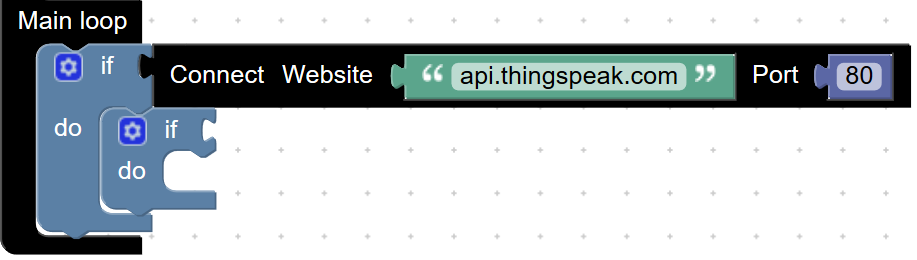 Main loop
if Connect Website “ api.thingspeak.com ” Port 80
do if
do